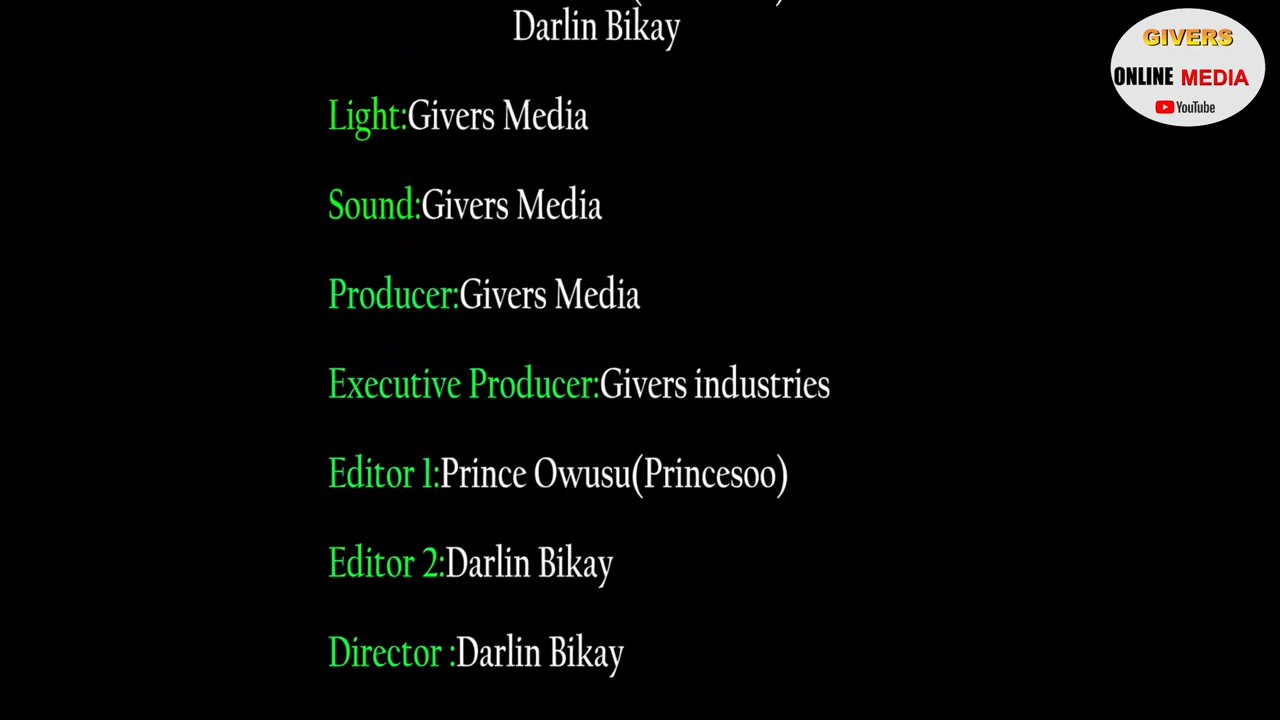 Darlin Bikay
Light:Givers Media
Sound:Givers Media
Producer:Givers Media
Executive Producer:Givers industries
Editor 1:Prince Owusu(Princesoo)
Editor 2:Darlin Bikay
Director :Darlin Bikay
GIVERS
ONLINE MEDIA
YouTube